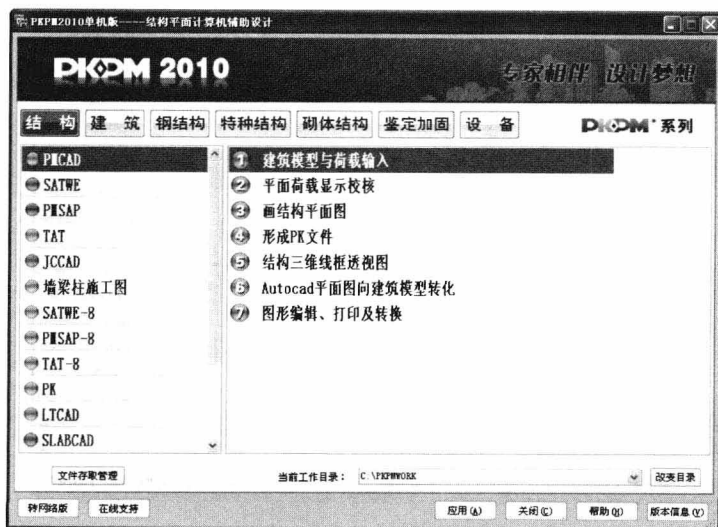 PKPM2010单机版----结构平面计算机辅助设计
PKPM 2010
专家相伴 设计梦想
结 构 建 筑 钢结构 特种结构 砌体结构 鉴定加固 设 备 PKPM 系列
PMCAD
SATWE
PMSAP
TAT
JCCAD
墙梁柱施工图
SATWE-8
PMSAP-8
TAT-8
PK
LTCAD
SLABCAD
1 建筑模型与荷载输入
2 平面荷载显示校核
3 画结构平面图
4 形成PK文件
5 结构三维线框透视图
6 Autocad平面图向建筑模型转化
7 图形编辑、打印及转换
文件存取管理 当前工作目录: C:\PKPMWORK 改变目录
转网络版 在线支持 应用(A) 关闭(C) 帮助(H) 版本信息(V)